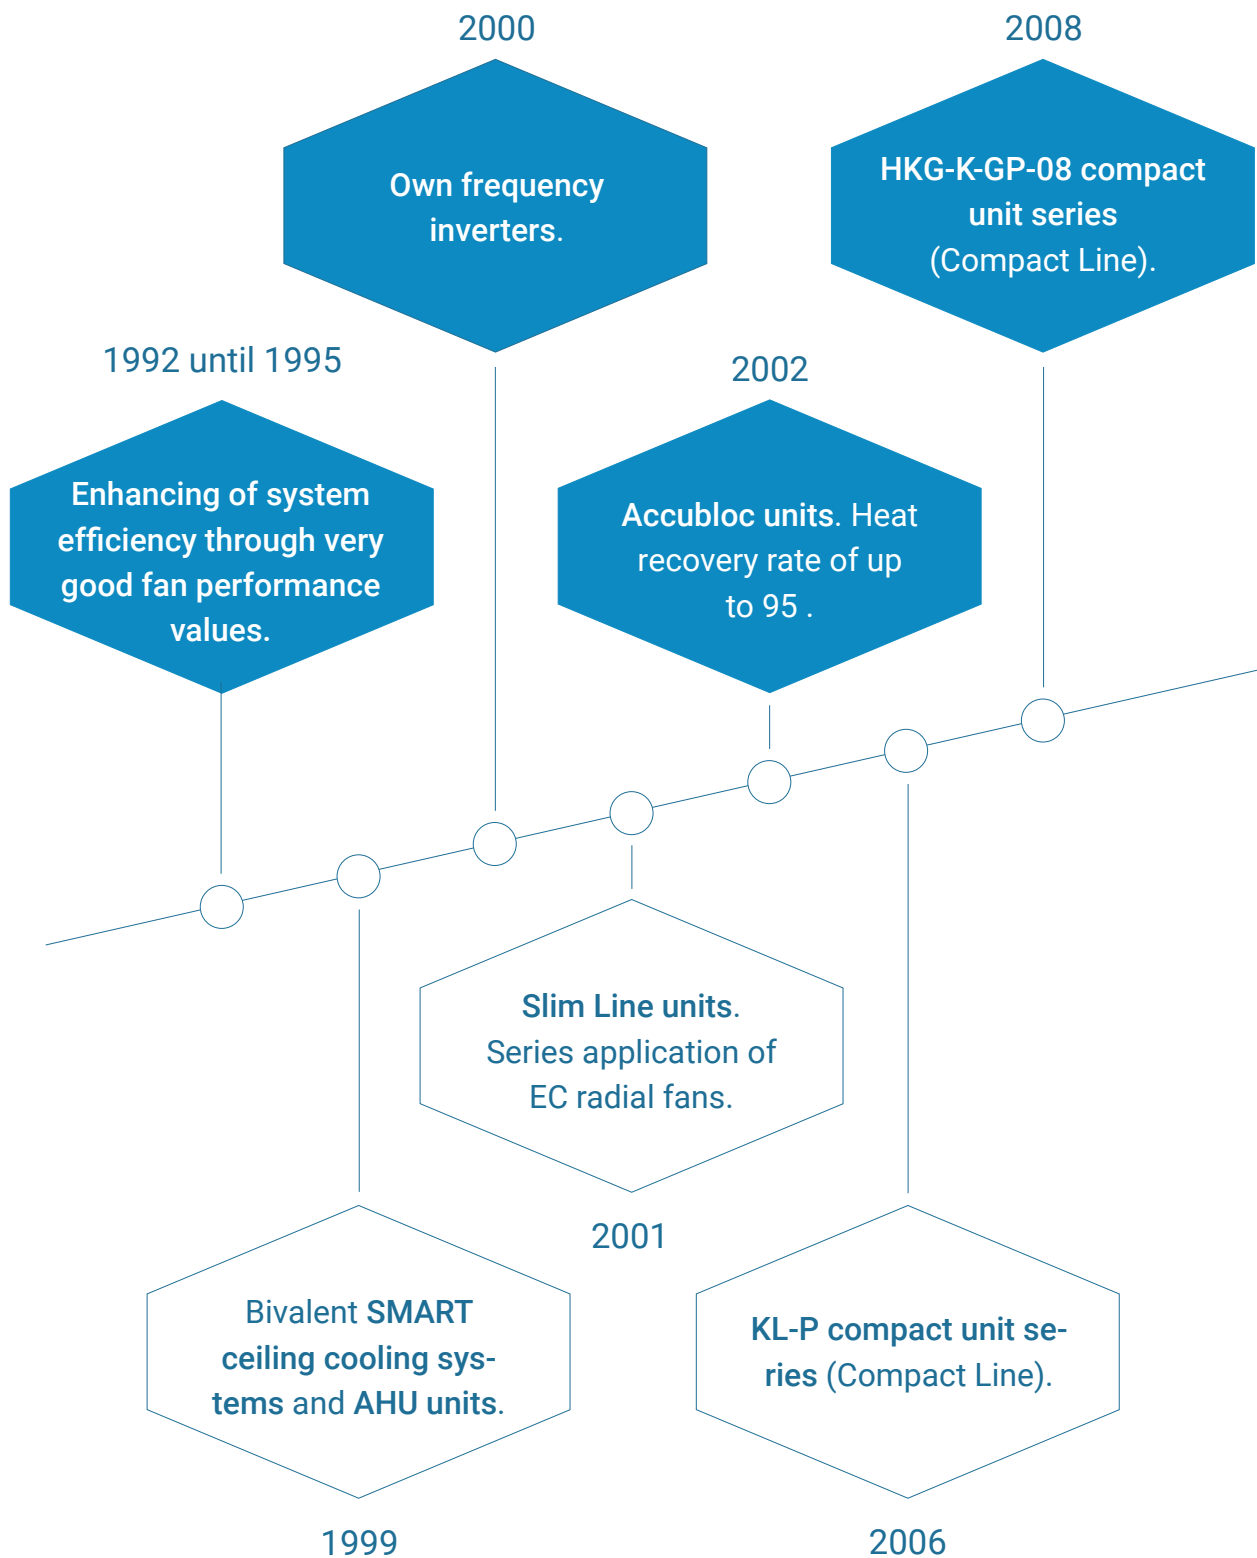 2000
Own frequency
inverters.
2008
HKG-K-GP-08 compact
unit series
(Compact Line).
1992 until 1995
Enhancing of system
efficiency through very
good fan performance
values.
2002
Accubloc units. Heat
recovery rate of up
to 95 .
Slim Line units.
Series application of
EC radial fans.
2001
Bivalent SMART
ceiling cooling sys-
tems and AHU units.
1999
KL-P compact unit se-
ries (Compact Line).
2006